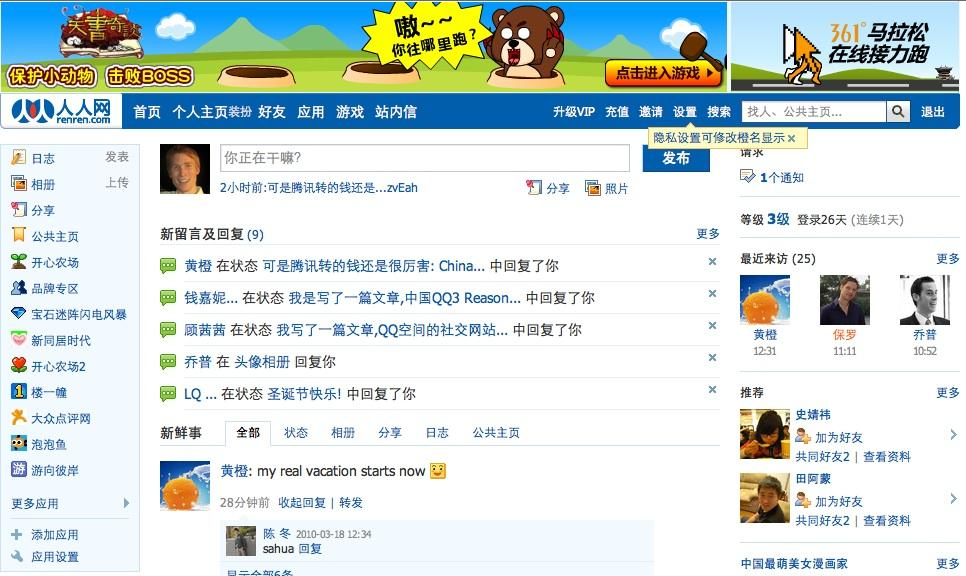 关書奇談
保护小动物 击败BOSS
嗷~~
你往哪里跑?
点击进入游戏
361°马拉松
在线接力跑
人人网
renren.com
首页 个人主页装扮 好友 应用 游戏 站内信
升级VIP 充值 邀请 设置 搜索 找人、公共主页... 退出
隐私设置可修改橙名显示×
日志 发表
相册 上传
分享
公共主页
开心农场
品牌专区
宝石迷阵闪电风暴
新同居时代
开心农场2
楼一幢
大众点评网
泡泡鱼
游向彼岸
更多应用
添加应用
应用设置
你正在干嘛?
发布
2小时前:可是腾讯转的钱还是...zvEah
分享 照片
新留言及回复 (9) 更多
黄橙 在状态 可是腾讯转的钱还是很厉害: China... 中回复了你
钱嘉妮... 在状态 我是写了一篇文章,中国QQ3 Reason... 中回复了你
顾茜茜 在状态 我写了一篇文章,QQ空间的社交网站... 中回复了你
乔普 在 头像相册 回复你
LQ ... 在状态 圣诞节快乐! 中回复了你
新鲜事 全部 状态 相册 分享 日志 公共主页
黄橙: my real vacation starts now
28分钟前 收起回复 | 转发
陈 冬 2010-03-18 12:34
sahua 回复
显示全部6条
请求
1个通知
等级 3级 登录26天 (连续1天)
最近来访 (25) 更多
黄橙 保罗 乔普
12:31 11:11 10:52
推荐 更多
史婧祎
加为好友
共同好友2 | 查看资料
田阿蒙
加为好友
共同好友2 | 查看资料
中国最萌美女漫画家 更多